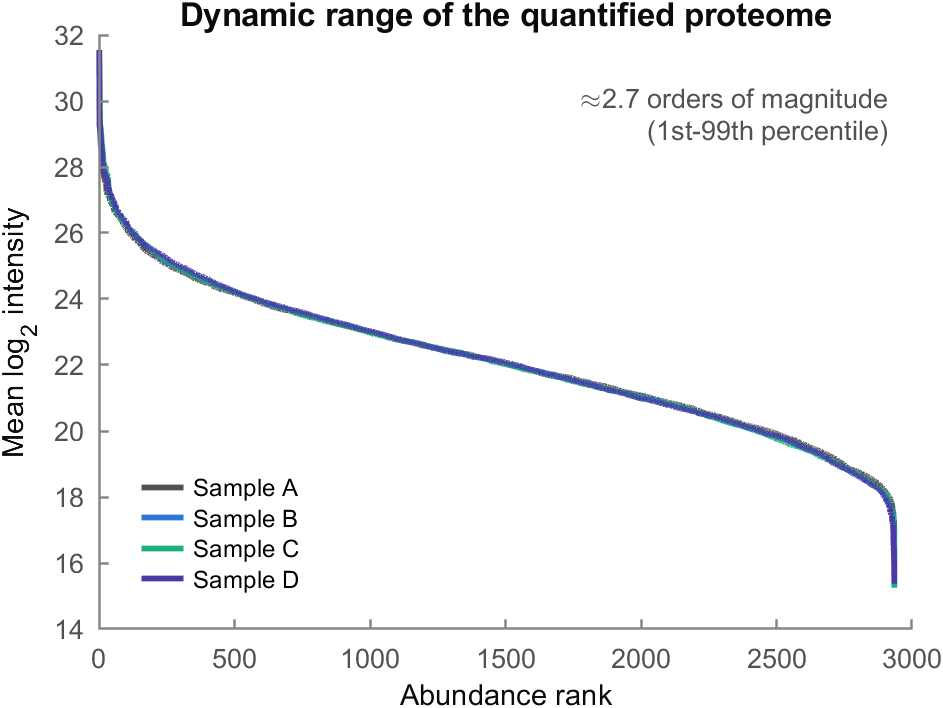 Dynamic range of the quantified proteome
≈2.7 orders of magnitude
(1st-99th percentile)
Mean log2 intensity
32
30
28
26
24
22
20
18
16
14
Sample A
Sample B
Sample C
Sample D
0 500 1000 1500 2000 2500 3000
Abundance rank